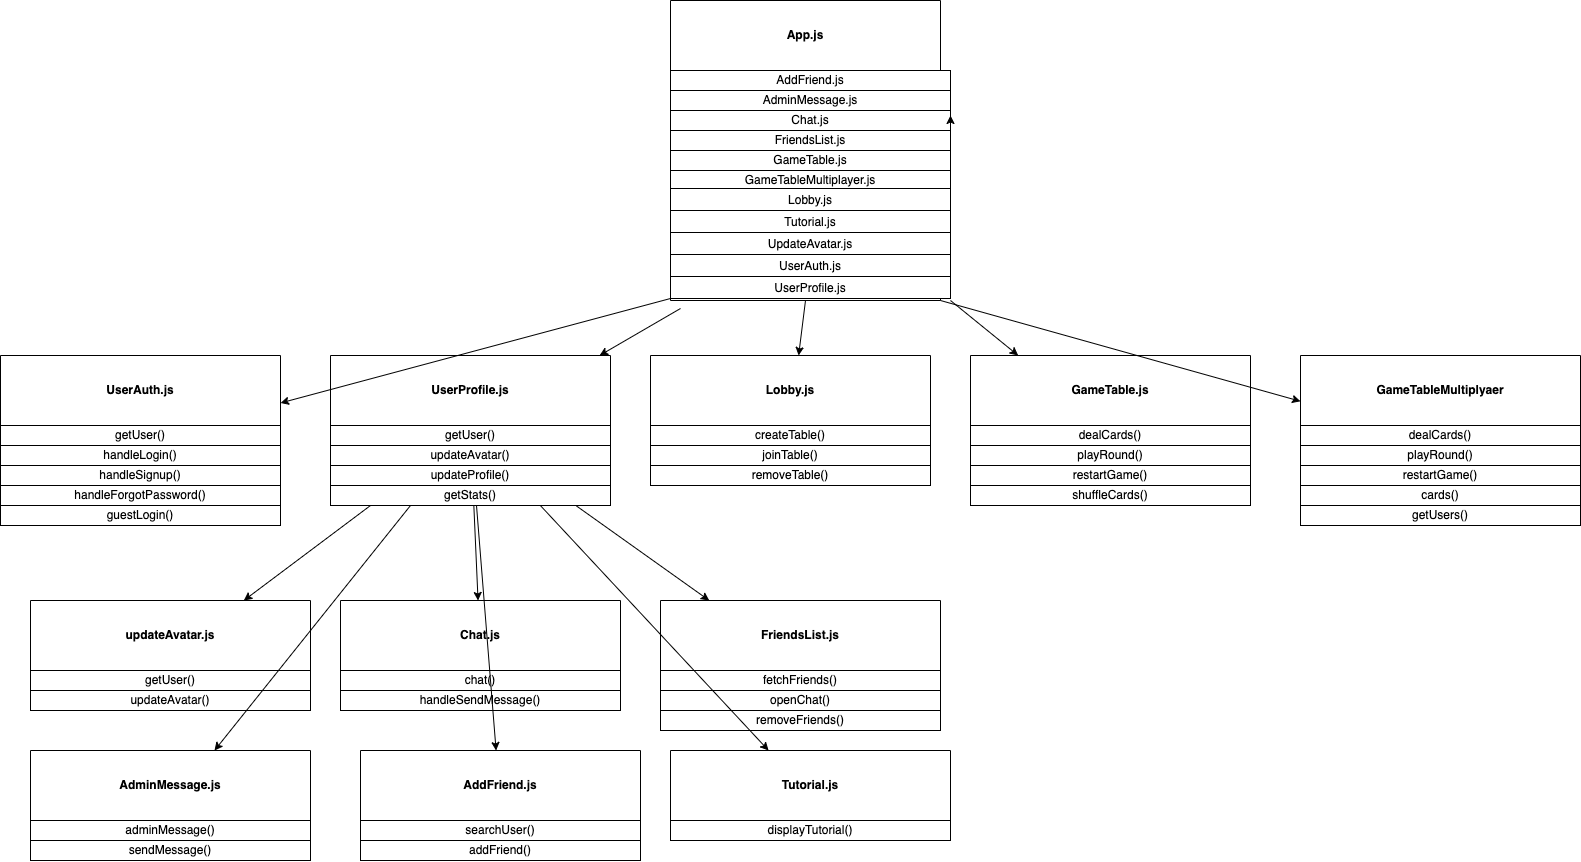 App.js
AddFriend.js
AdminMessage.js
Chat.js
FriendsList.js
GameTable.js
GameTableMultiplayer.js
Lobby.js
Tutorial.js
UpdateAvatar.js
UserAuth.js
UserProfile.js
UserAuth.js
getUser()
handleLogin()
handleSignup()
handleForgotPassword()
guestLogin()
UserProfile.js
getUser()
updateAvatar()
updateProfile()
getStats()
Lobby.js
createTable()
joinTable()
removeTable()
GameTable.js
dealCards()
playRound()
restartGame()
shuffleCards()
GameTableMultiplyaer
dealCards()
playRound()
restartGame()
cards()
getUsers()
updateAvatar.js
getUser()
updateAvatar()
Chat.js
chat()
handleSendMessage()
FriendsList.js
fetchFriends()
openChat()
removeFriends()
AdminMessage.js
adminMessage()
sendMessage()
AddFriend.js
searchUser()
addFriend()
Tutorial.js
displayTutorial()